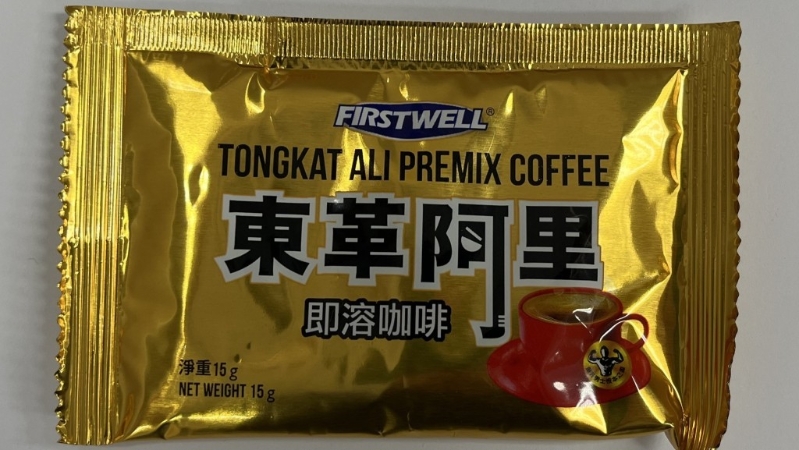 FIRSTWELL®
TONGKAT ALI PREMIX COFFEE
東革阿里
即溶咖啡
淨重15g
NET WEIGHT 15g